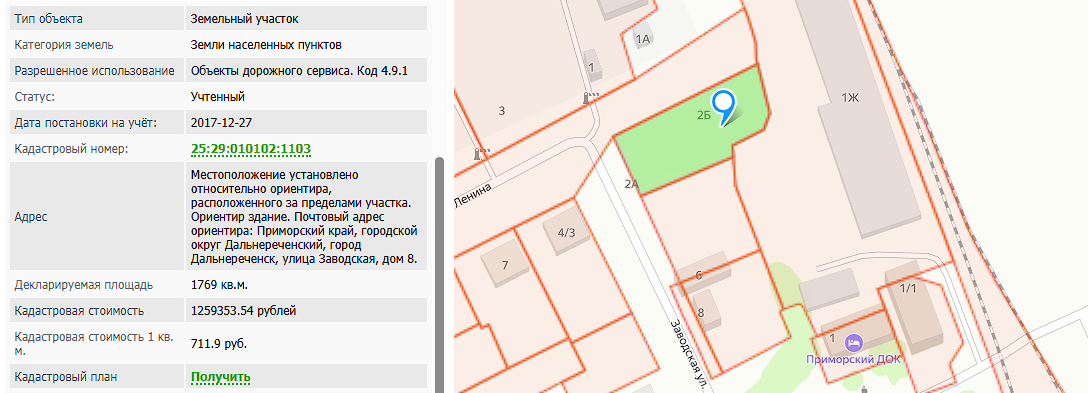 Тип объекта Земельный участок
Категория земель Земли населенных пунктов
Разрешенное использование Объекты дорожного сервиса. Код 4.9.1
Статус: Учтенный
Дата постановки на учёт: 2017-12-27
Кадастровый номер: 25:29:010102:1103
Адрес
Местоположение установлено
относительно ориентира,
расположенного за пределами участка.
Ориентир здание. Почтовый адрес
ориентира: Приморский край, городской
округ Дальнереченский, город
Дальнереченск, улица Заводская, дом 8.
Декларируемая площадь 1769 кв.м.
Кадастровая стоимость 1259353.54 рублей
Кадастровая стоимость 1 кв.
м.
711.9 руб.
Кадастровый план Получить
1А
1
3
2Б
1Ж
2А
Ленина
4/3
7
6
8
1/1
1
Заводская ул.
Приморский ДОК